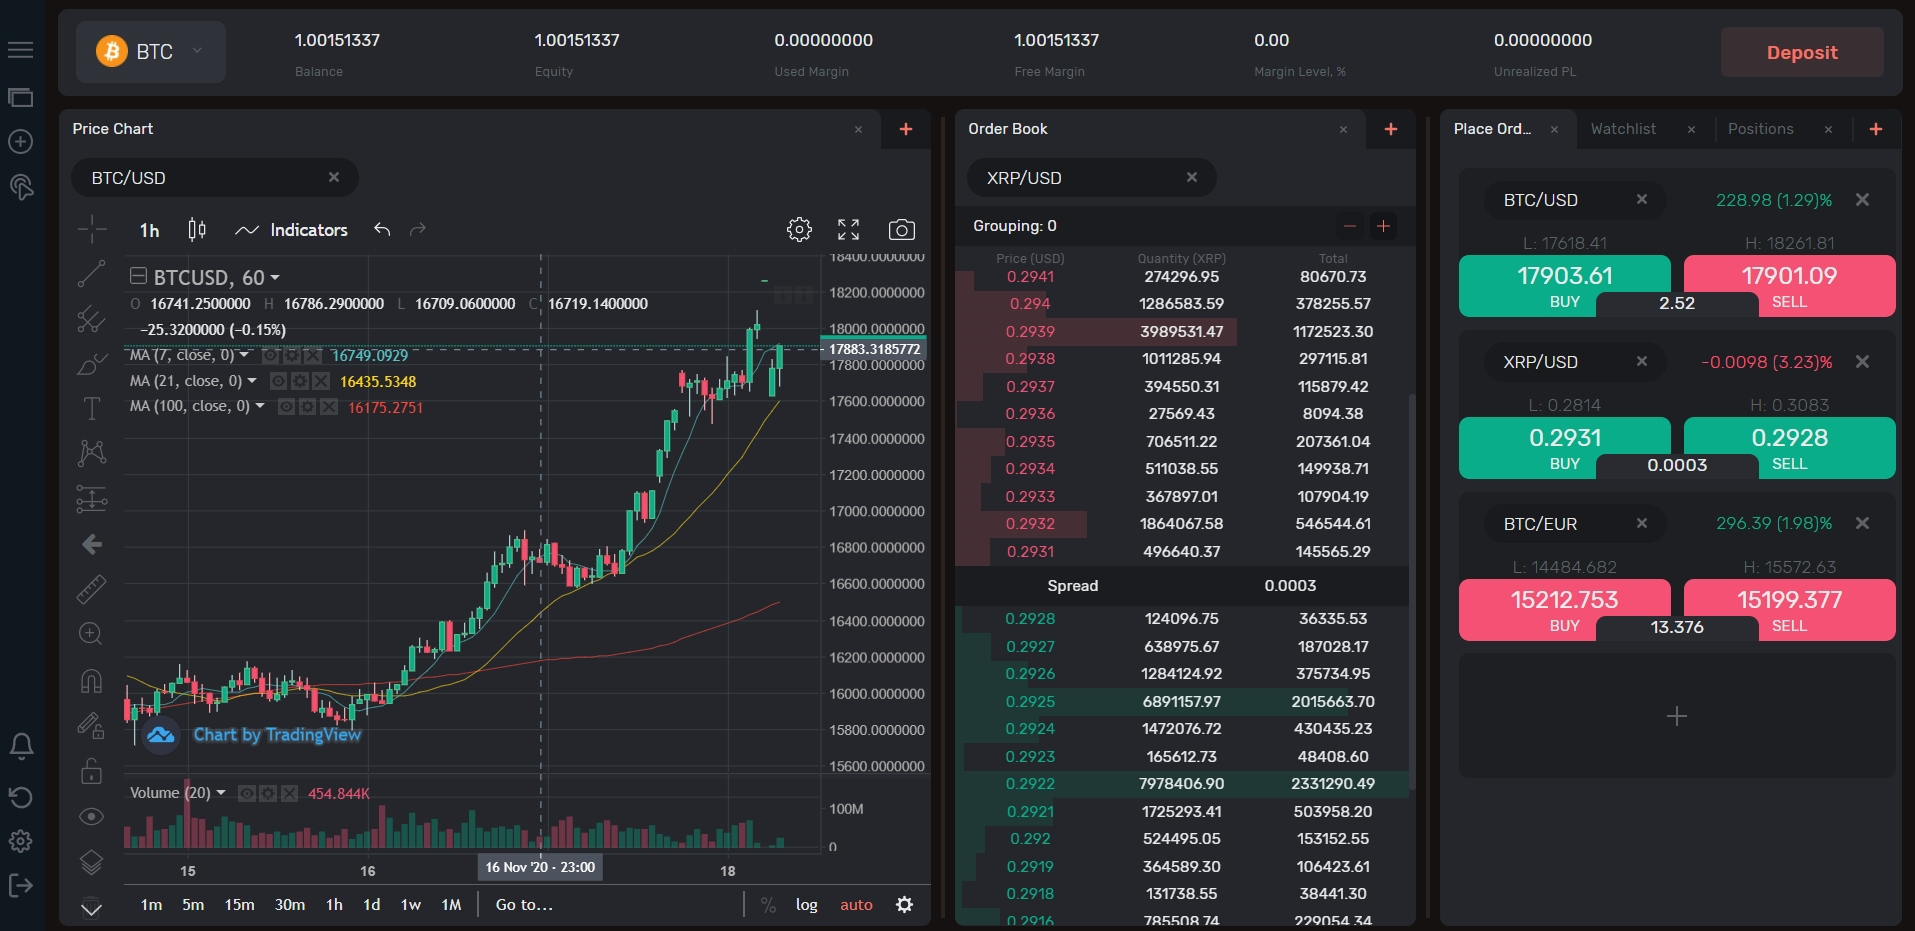 BTC
1.00151337
Balance
1.00151337
Equity
0.00000000
Used Margin
1.00151337
Free Margin
0.00
Margin Level, %
0.00000000
Unrealized PL
Deposit
Price Chart
BTC/USD
1h
Indicators
BTCUSD, 60
O 16741.2500000 H 16786.2900000 L 16709.0600000 C 16719.1400000
−25.3200000 (−0.15%)
MA (7, close, 0) 16749.0929
MA (21, close, 0) 16435.5348
MA (100, close, 0) 16175.2751
18400.0000000
18200.0000000
18000.0000000
17883.3185772
17800.0000000
17600.0000000
17400.0000000
17200.0000000
17000.0000000
16800.0000000
16600.0000000
16400.0000000
16200.0000000
16000.0000000
15800.0000000
15600.0000000
Chart by TradingView
Volume (20) 454.844K
100M
0
15
16
16 Nov '20 - 23:00
18
1m 5m 15m 30m 1h 1d 1w 1M Go to...
% log auto
Order Book
XRP/USD
Grouping: 0
Price (USD) Quantity (XRP) Total
0.2941 274296.95 80670.73
0.294 1286583.59 378255.57
0.2939 3989531.47 1172523.30
0.2938 1011285.94 297115.81
0.2937 394550.31 115879.42
0.2936 27569.43 8094.38
0.2935 706511.22 207361.04
0.2934 511038.55 149938.71
0.2933 367897.01 107904.19
0.2932 1864067.58 546544.61
0.2931 496640.37 145565.29
Spread 0.0003
0.2928 124096.75 36335.53
0.2927 638975.67 187028.17
0.2926 1284124.92 375734.95
0.2925 6891157.97 2015663.70
0.2924 1472076.72 430435.23
0.2923 165612.73 48408.60
0.2922 7978406.90 2331290.49
0.2921 1725293.41 503958.20
0.292 524495.05 153152.55
0.2919 364589.30 106423.61
0.2918 131738.55 38441.30
0.2916 785508.74 229054.34
Place Ord...
Watchlist
Positions
BTC/USD
228.98 (1.29)%
L: 17618.41
H: 18261.81
17903.61
BUY
2.52
17901.09
SELL
XRP/USD
-0.0098 (3.23)%
L: 0.2814
H: 0.3083
0.2931
BUY
0.0003
0.2928
SELL
BTC/EUR
296.39 (1.98)%
L: 14484.682
H: 15572.63
15212.753
BUY
13.376
15199.377
SELL